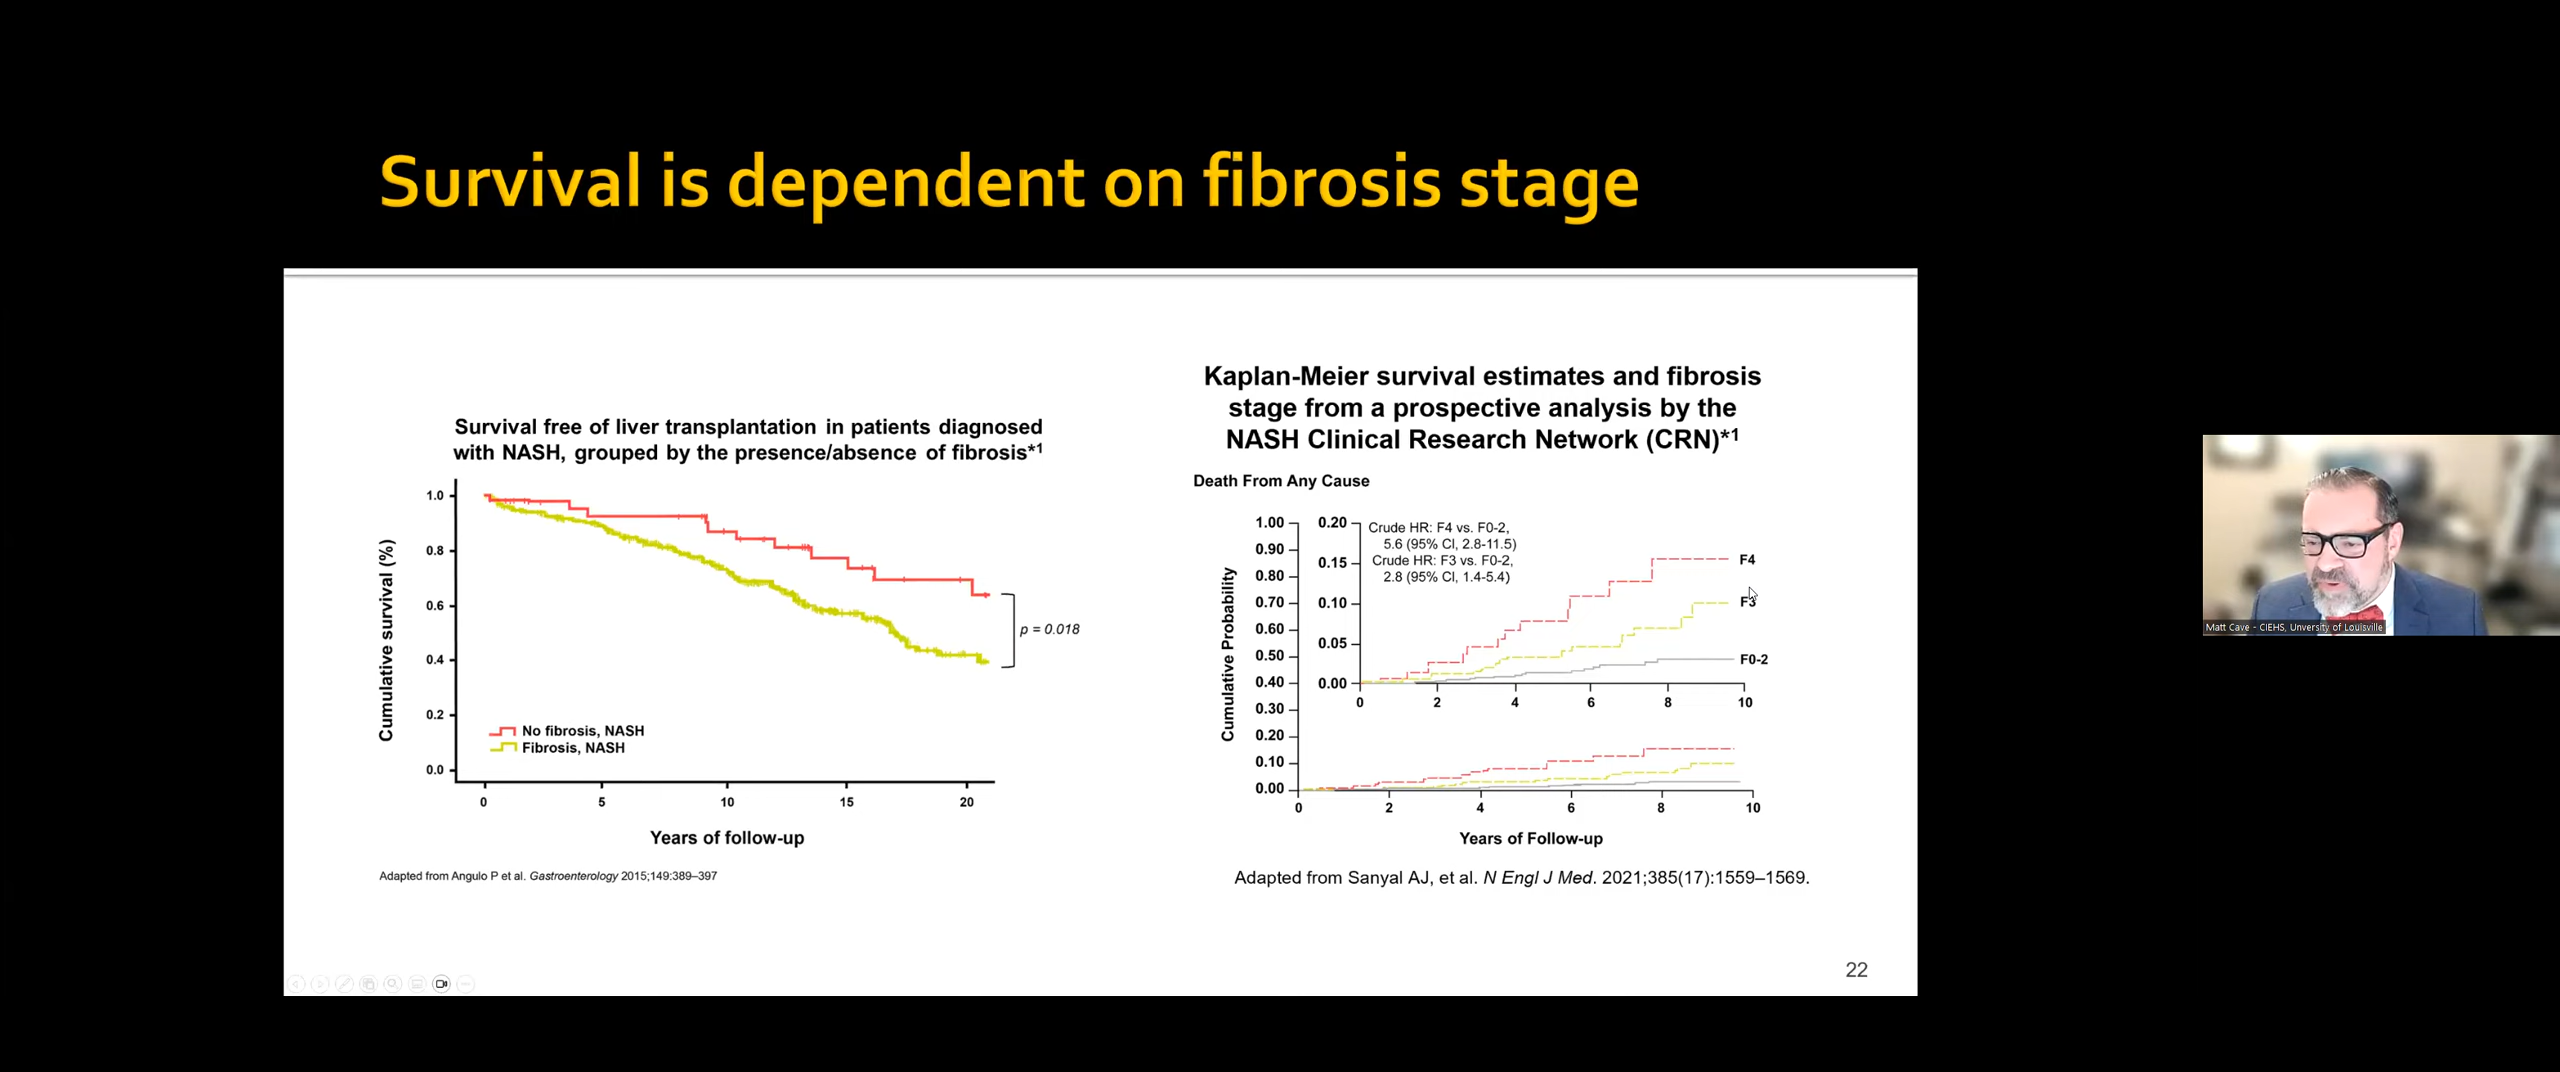 Survival is dependent on fibrosis stage
Survival free of liver transplantation in patients diagnosed
with NASH, grouped by the presence/absence of fibrosis*1
Cumulative survival (%)
1.0
0.8
0.6
0.4
0.2
0.0
p = 0.018
No fibrosis, NASH
Fibrosis, NASH
0 5 10 15 20
Years of follow-up
Adapted from Angulo P et al. Gastroenterology 2015;149:389–397
Kaplan-Meier survival estimates and fibrosis
stage from a prospective analysis by the
NASH Clinical Research Network (CRN)*1
Death From Any Cause
Cumulative Probability
1.00
0.90
0.80
0.70
0.60
0.50
0.40
0.30
0.20
0.10
0.00
0.20
0.15
0.10
0.05
0.00
Crude HR: F4 vs. F0-2,
5.6 (95% CI, 2.8-11.5)
Crude HR: F3 vs. F0-2,
2.8 (95% CI, 1.4-5.4)
F4
F3
F0-2
0 2 4 6 8 10
0 2 4 6 8 10
Years of Follow-up
Adapted from Sanyal AJ, et al. N Engl J Med. 2021;385(17):1559–1569.
22
Matt Cave - CIEHS, Unversity of Louisville